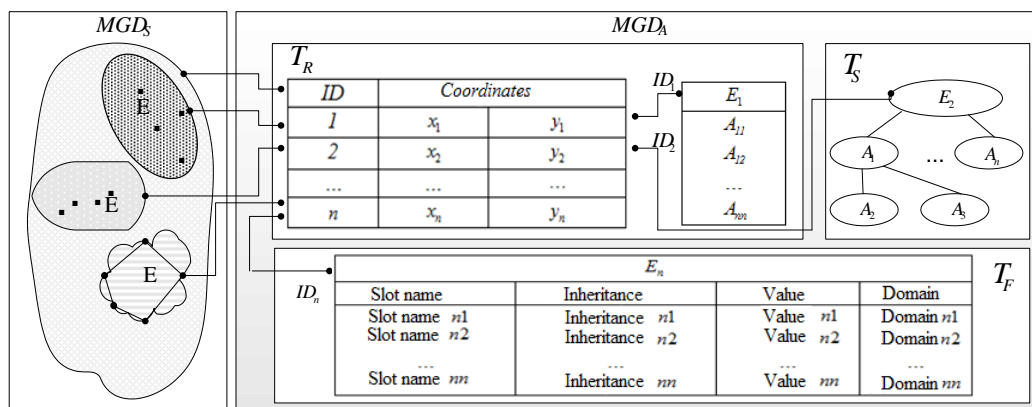 MGD_S
MGD_A
E
E
E
T_R
ID Coordinates
1 x_1 y_1
2 x_2 y_2
... ... ...
n x_n y_n
ID_1
ID_2
E_1
A_11
A_12
...
A_nn
T_S
E_2
A_1 ... A_n
A_2 A_3
ID_n
E_n
T_F
Slot name Inheritance Value Domain
Slot name n1 Inheritance n1 Value n1 Domain n1
Slot name n2 Inheritance n2 Value n2 Domain n2
... ... ... ...
Slot name nn Inheritance nn Value nn Domain nn